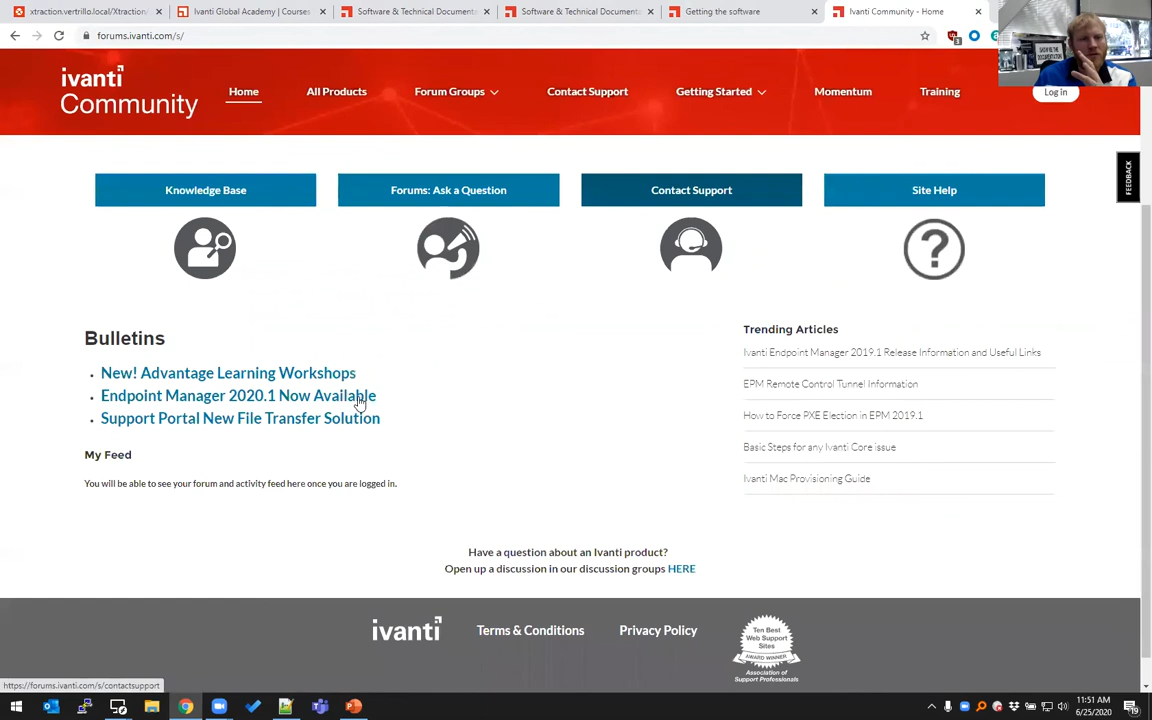 xtraction.vertrillo.local/Xtraction/
Ivanti Global Academy | Courses
Software & Technical Documenta
Software & Technical Documenta
Getting the software
Ivanti Community - Home
forums.ivanti.com/s/
3
SHOW ME THE DOCUMENTATION
ivanti
Community
Home
All Products
Forum Groups
Contact Support
Getting Started
Momentum
Training
Log in
FEEDBACK
Knowledge Base
Forums: Ask a Question
Contact Support
Site Help
?
Bulletins
New! Advantage Learning Workshops
Endpoint Manager 2020.1 Now Available
Support Portal New File Transfer Solution
My Feed
You will be able to see your forum and activity feed here once you are logged in.
Trending Articles
Ivanti Endpoint Manager 2019.1 Release Information and Useful Links
EPM Remote Control Tunnel Information
How to Force PXE Election in EPM 2019.1
Basic Steps for any Ivanti Core issue
Ivanti Mac Provisioning Guide
Have a question about an Ivanti product?
Open up a discussion in our discussion groups HERE
ivanti
Terms & Conditions
Privacy Policy
Ten Best
Web Support
Sites
AWARD WINNER
Association of
Support Professionals
https://forums.ivanti.com/s/contactsupport
11:51 AM
6/25/2020
19